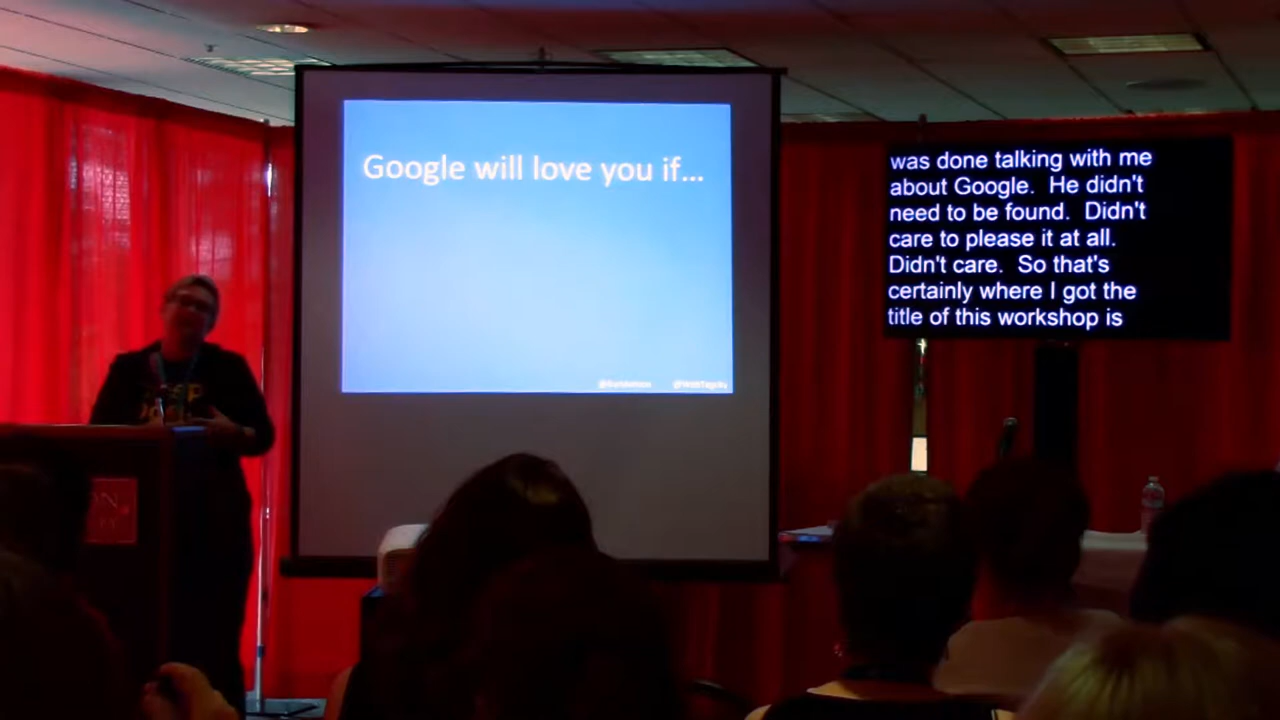 Google will love you if...
was done talking with me
about Google.  He didn't
need to be found.  Didn't
care to please it at all.
Didn't care.  So that's
certainly where I got the
title of this workshop is